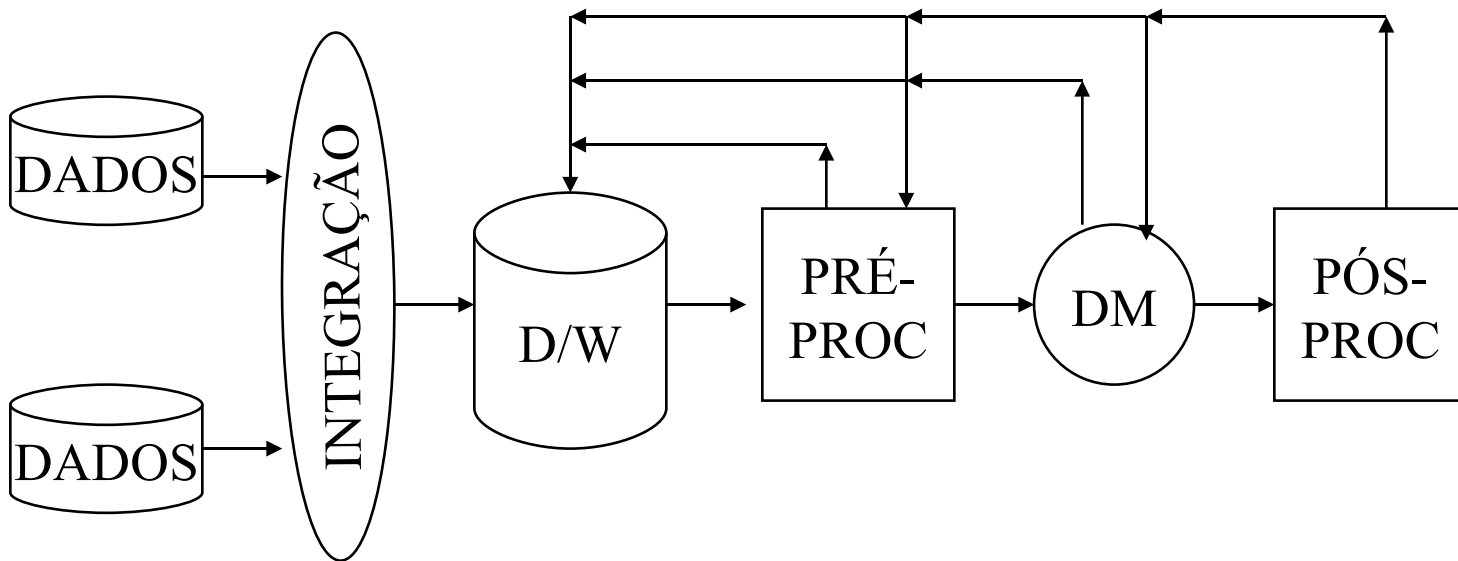 DADOS
DADOS
INTEGRAÇÃO
D/W
PRÉ-
PROC
DM
PÓS-
PROC